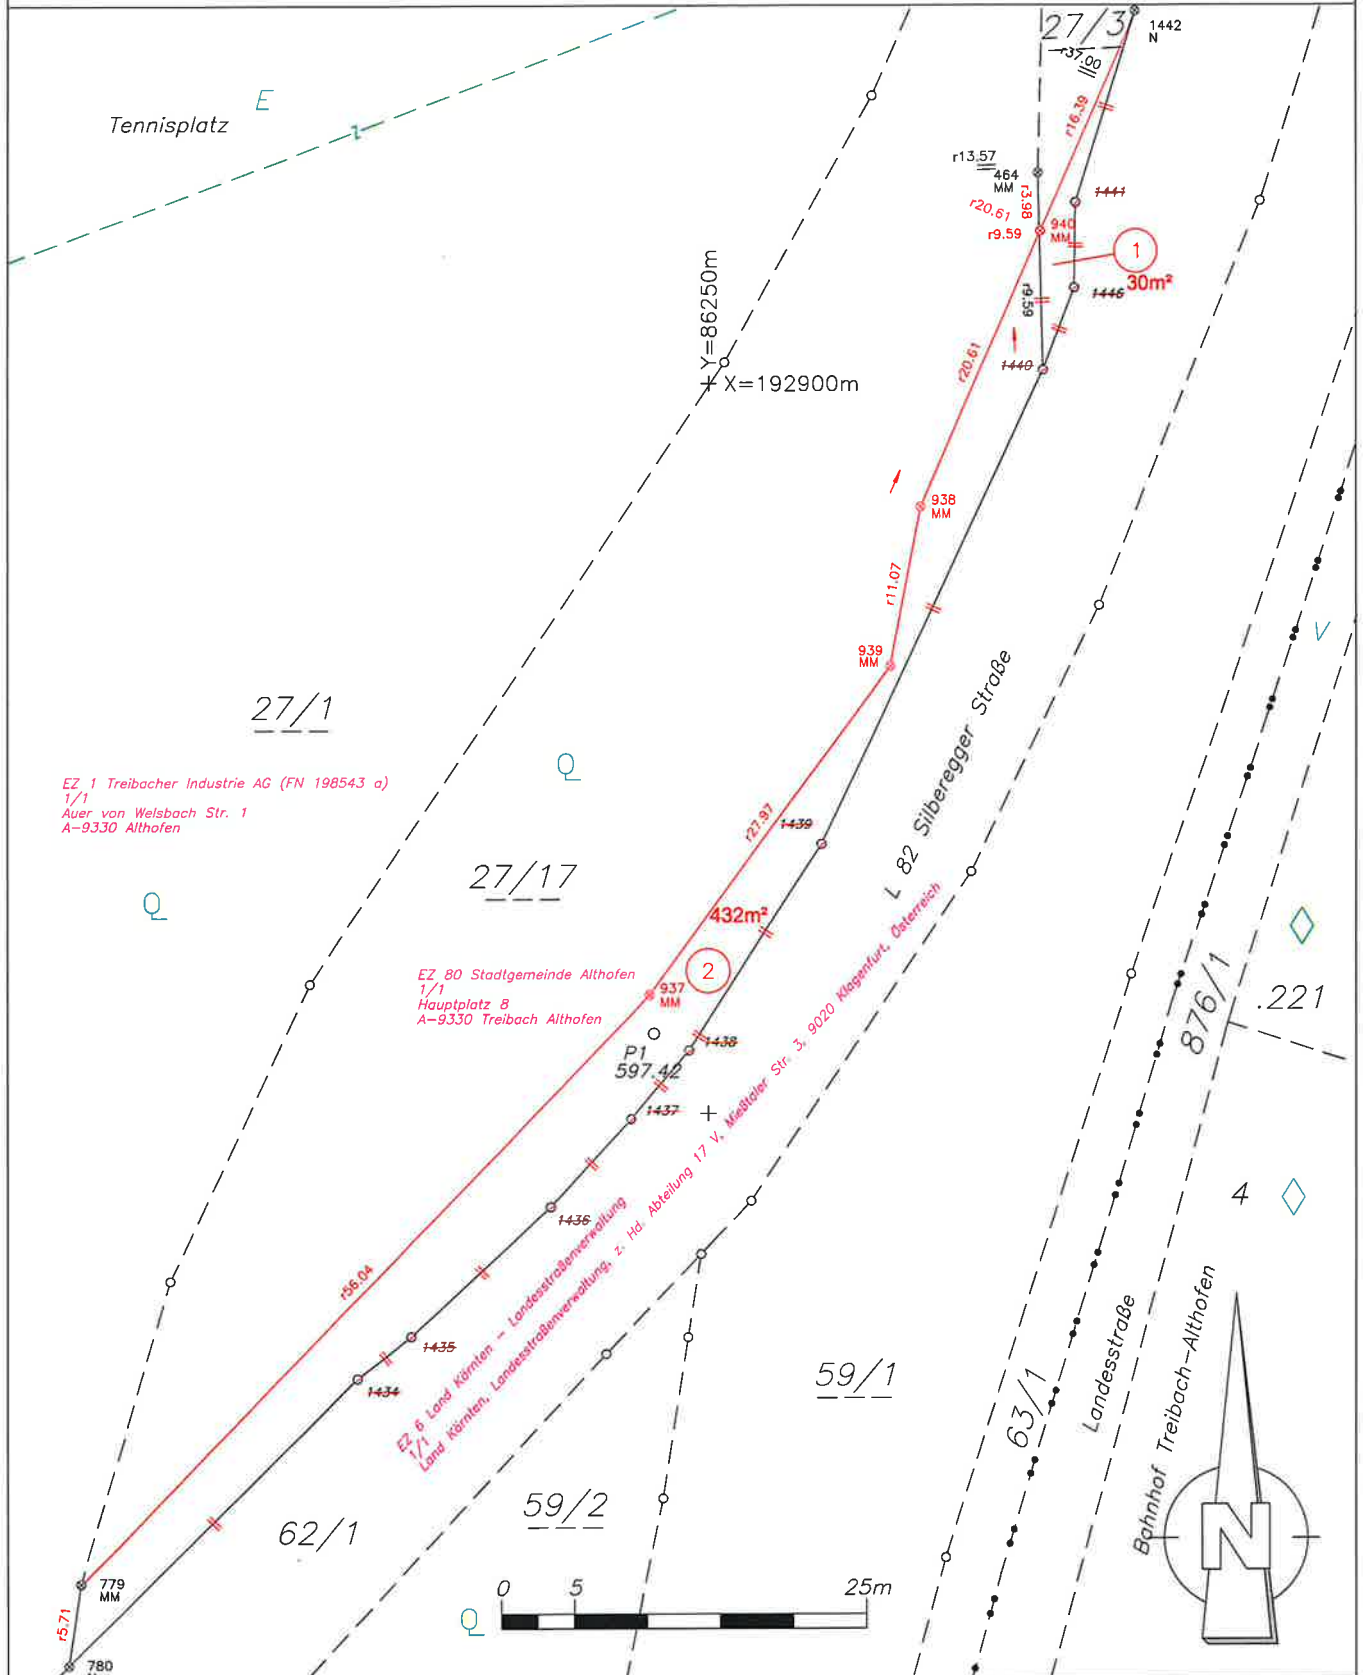 27/3
1442
N
r37.00
E
Tennisplatz
r16.39
r13.57
464
MM
1441
r3.98
r20.61
r9.59
940
MM
1
30m²
1446
r9.59
Y=86250m
X=192900m
1440
r20.61
938
MM
r11.07
939
MM
V
27/1
EZ 1 Treibacher Industrie AG (FN 198543 a)
1/1
Auer von Welsbach Str. 1
A-9330 Althofen
Q
L 82 Silberegger Straße
r27.97
1439
27/17
Q
432m²
EZ 80 Stadtgemeinde Althofen
1/1
Hauptplatz 8
A-9330 Treibach Althofen
2
937
MM
876/1
.221
P1
597.42
1438
1437
1436
EZ 6 Land Kärnten - Landesstraßenverwaltung
1/1
Land Kärnten, Landesstraßenverwaltung, z. Hd. Abteilung 17 V, Mießtaler Str. 3, 9020 Klagenfurt, Österreich
4
r56.04
1435
1434
59/1
63/1
Landesstraße
Bahnhof Treibach-Althofen
59/2
62/1
N
779
MM
r5.71
780
0 5 25m
Q